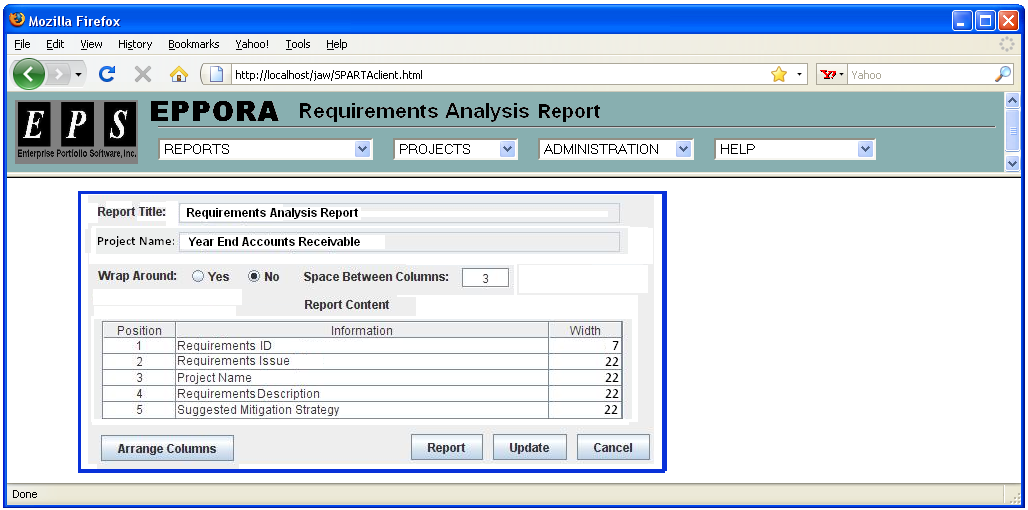 Mozilla Firefox
File Edit View History Bookmarks Yahoo! Tools Help
http://localhost/jaw/SPARTAclient.html Yahoo
EPS EPPORA Requirements Analysis Report
Enterprise Portfolio Software, Inc.
REPORTS PROJECTS ADMINISTRATION HELP
Report Title: Requirements Analysis Report
Project Name: Year End Accounts Receivable
Wrap Around: Yes No Space Between Columns: 3
Report Content
Position Information Width
1 Requirements ID 7
2 Requirements Issue 22
3 Project Name 22
4 Requirements Description 22
5 Suggested Mitigation Strategy 22
Arrange Columns Report Update Cancel
Done